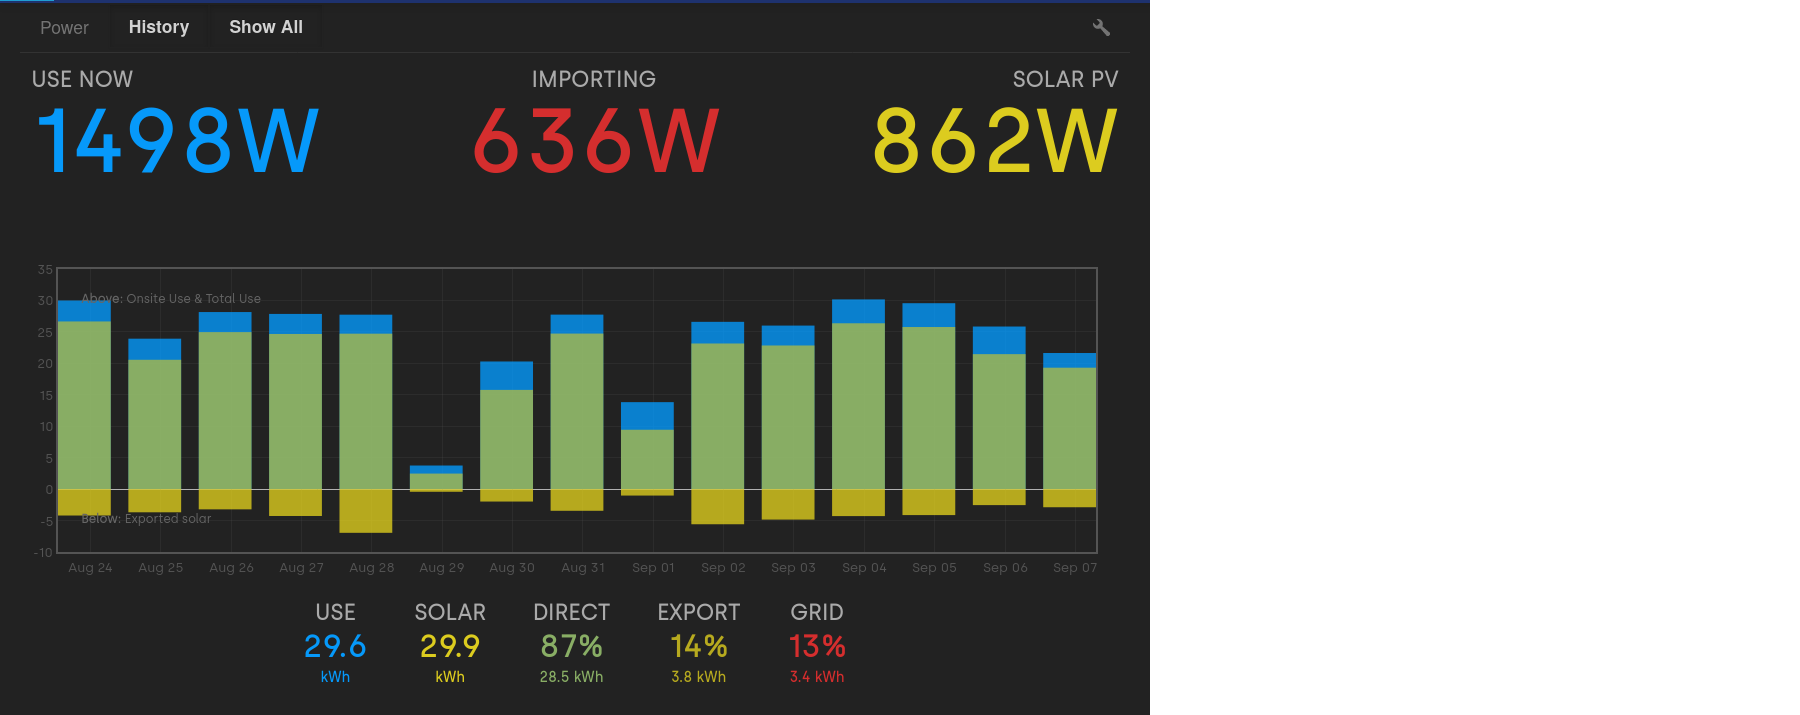 Power History Show All
USE NOW IMPORTING SOLAR PV
1498W 636W 862W
35
30
25
20
15
10
5
0
-5
-10
Above: Onsite Use & Total Use
Below: Exported solar
Aug 24 Aug 25 Aug 26 Aug 27 Aug 28 Aug 29 Aug 30 Aug 31 Sep 01 Sep 02 Sep 03 Sep 04 Sep 05 Sep 06 Sep 07
USE SOLAR DIRECT EXPORT GRID
29.6 29.9 87% 14% 13%
kWh kWh 28.5 kWh 3.8 kWh 3.4 kWh